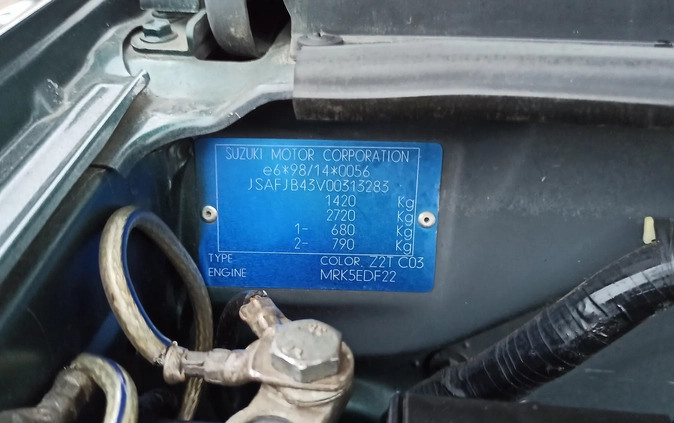 SUZUKI MOTOR CORPORATION
e6*98/14*0056
JSAFJB43V00313283
1420 Kg
2720 Kg
1- 680 Kg
2- 790 Kg
TYPE COLOR. Z2T C03
ENGINE MRK5EDF22